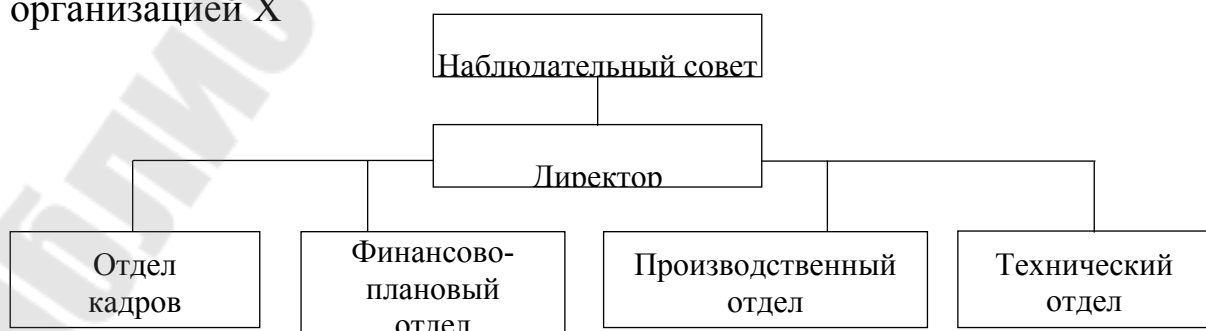 организацией X
Наблюдательный совет
Директор
Отдел
кадров
Финансово-
плановый
отдел
Производственный
отдел
Технический
отдел